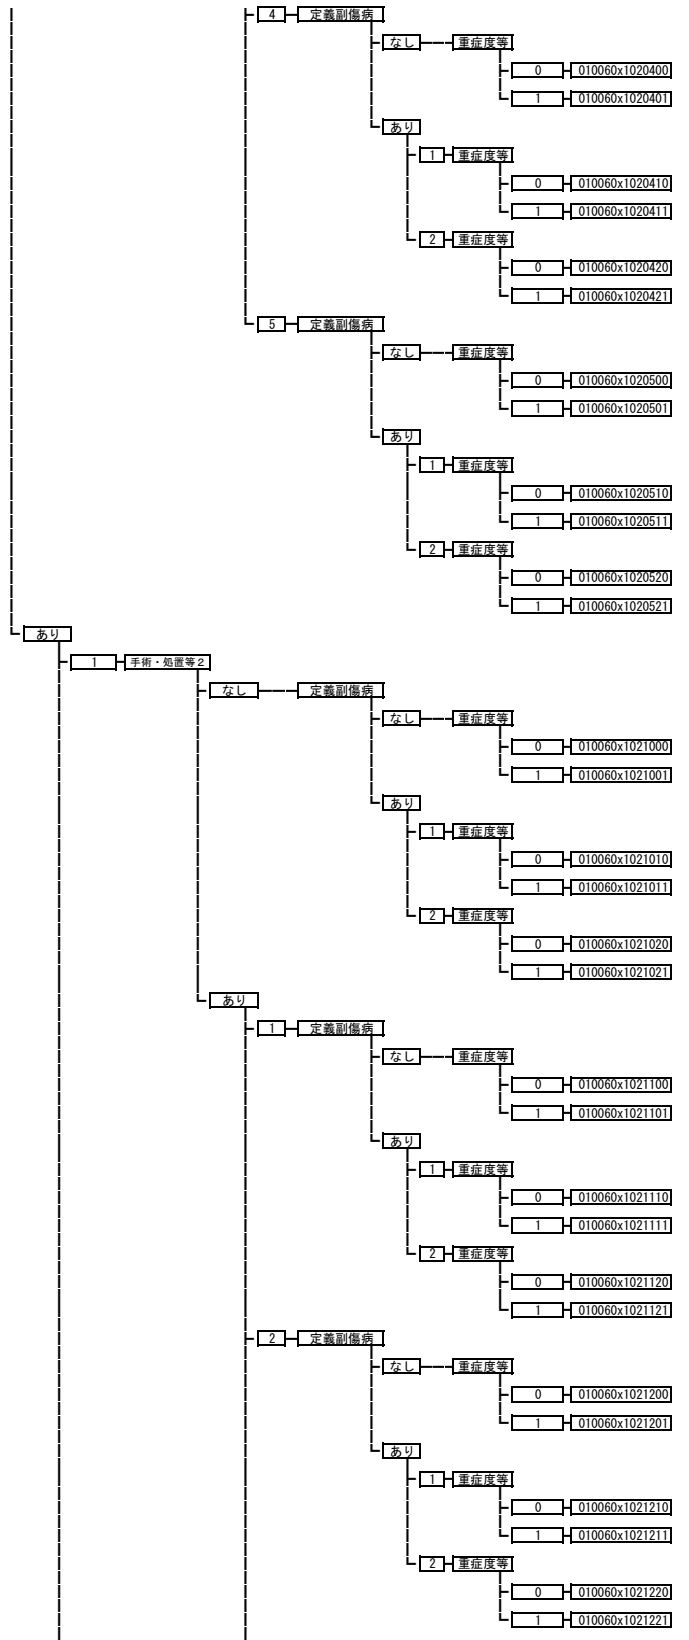 4 定義副傷病
なし 重症度等
0 010060x1020400
1 010060x1020401
あり
1 重症度等
0 010060x1020410
1 010060x1020411
2 重症度等
0 010060x1020420
1 010060x1020421
5 定義副傷病
なし 重症度等
0 010060x1020500
1 010060x1020501
あり
1 重症度等
0 010060x1020510
1 010060x1020511
2 重症度等
0 010060x1020520
1 010060x1020521
あり
1 手術・処置等2
なし 定義副傷病
なし 重症度等
0 010060x1021000
1 010060x1021001
あり
1 重症度等
0 010060x1021010
1 010060x1021011
2 重症度等
0 010060x1021020
1 010060x1021021
あり
1 定義副傷病
なし 重症度等
0 010060x1021100
1 010060x1021101
あり
1 重症度等
0 010060x1021110
1 010060x1021111
2 重症度等
0 010060x1021120
1 010060x1021121
2 定義副傷病
なし 重症度等
0 010060x1021200
1 010060x1021201
あり
1 重症度等
0 010060x1021210
1 010060x1021211
2 重症度等
0 010060x1021220
1 010060x1021221